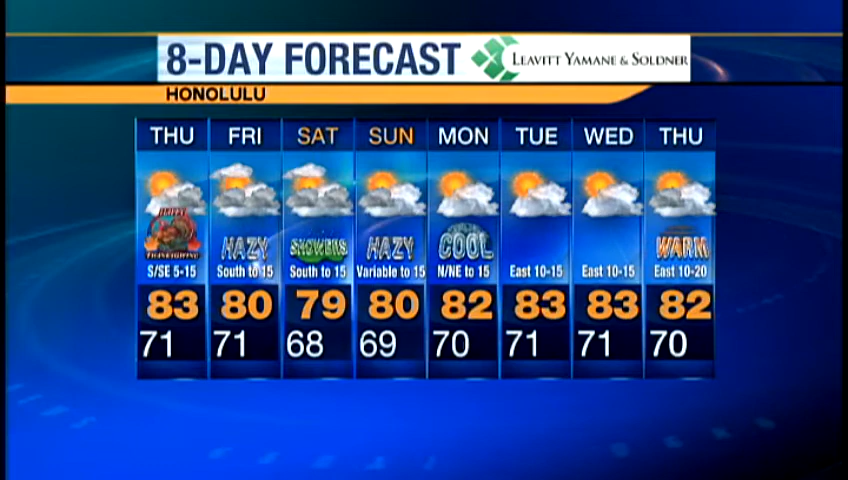 8-DAY FORECAST
LEAVITT YAMANE & SOLDNER
HONOLULU
THU FRI SAT SUN MON TUE WED THU
HAPPY
THANKSGIVING HAZY SHOWERS HAZY COOL WARM
S/SE 5-15 South to 15 South to 15 Variable to 15 N/NE to 15 East 10-15 East 10-15 East 10-20
83 80 79 80 82 83 83 82
71 71 68 69 70 71 71 70